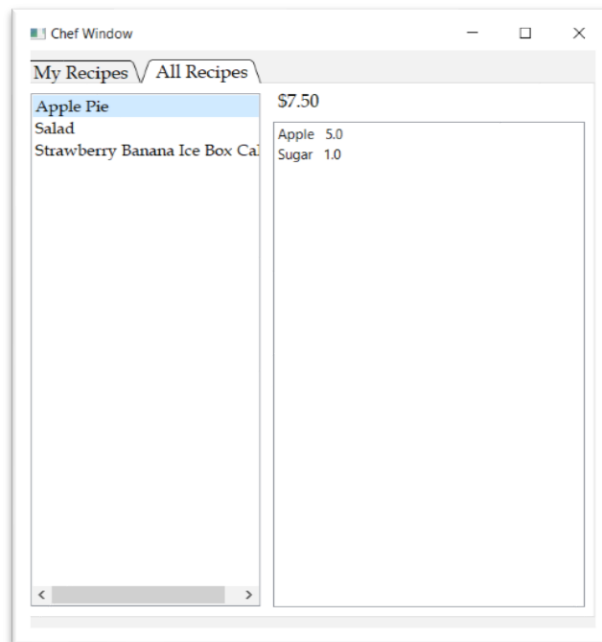 Chef Window
My Recipes
All Recipes
Apple Pie
Salad
Strawberry Banana Ice Box
$7.50
Apple 5.0
Sugar 1.0